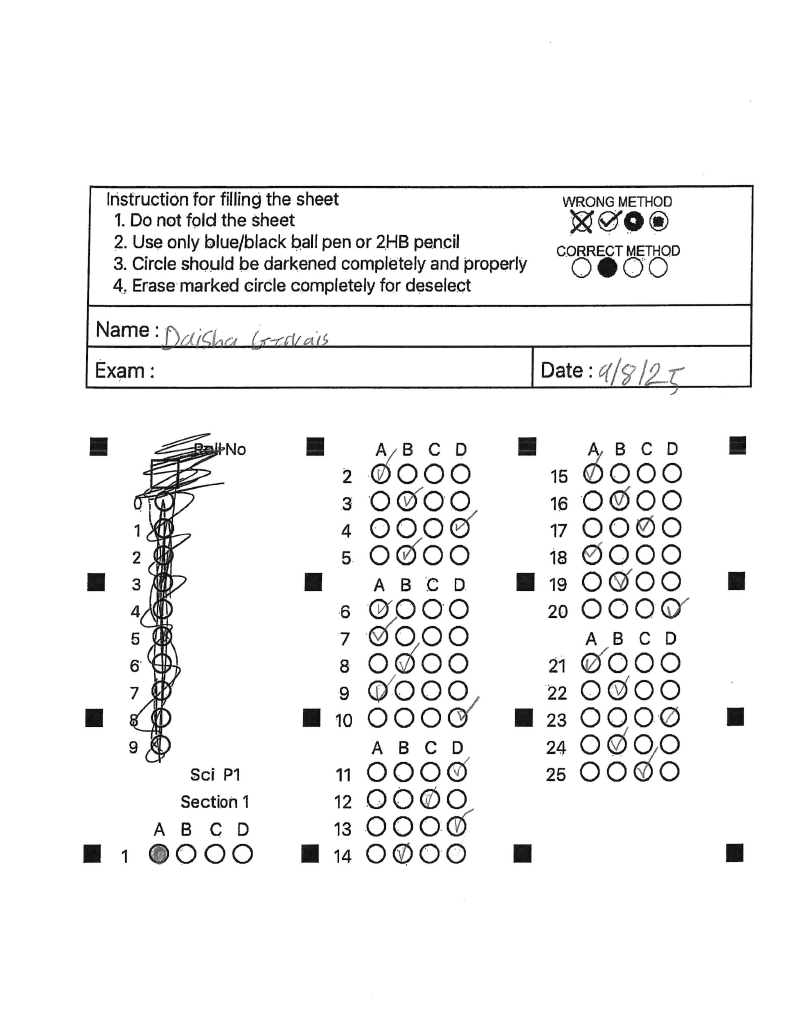 Instruction for filling the sheet
1. Do not fold the sheet
2. Use only blue/black ball pen or 2HB pencil
3. Circle should be darkened completely and properly
4. Erase marked circle completely for deselect
WRONG METHOD
CORRECT METHOD
Name : Daisha
Exam :
Date : 9/8/25
Roll No
0
1
2
3
4
5
6
7
8
9
Sci P1
Section 1
A B C D
1
A B C D
2
3
4
5
A B C D
6
7
8
9
10
A B C D
11
12
13
14
A B C D
15
16
17
18
19
20
A B C D
21
22
23
24
25